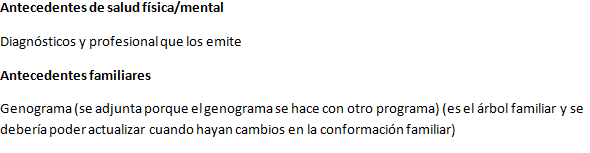 Antecedentes de salud física/mental
Diagnósticos y profesional que los emite
Antecedentes familiares
Genograma (se adjunta porque el genograma se hace con otro programa) (es el árbol familiar y se
debería poder actualizar cuando hayan cambios en la conformación familiar)